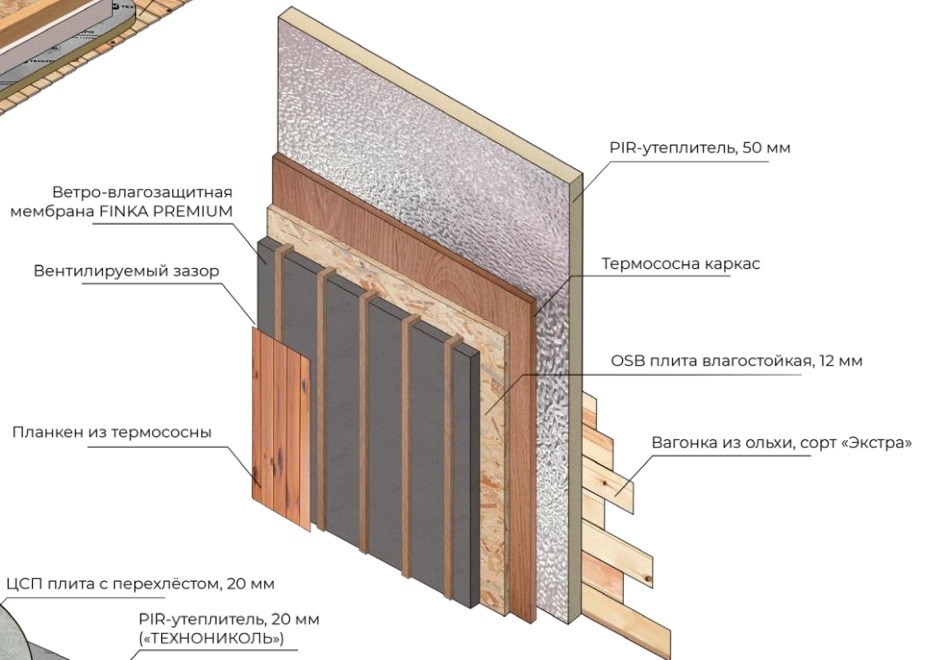 PIR-утеплитель, 50 мм
Ветро-влагозащитная
мембрана FINKA PREMIUM
Вентилируемый зазор
Термососна каркас
OSB плита влагостойкая, 12 мм
Планкен из термососны
Вагонка из ольхи, сорт «Экстра»
ЦСП плита с перехлёстом, 20 мм
PIR-утеплитель, 20 мм
(«ТЕХНОНИКОЛЬ»)